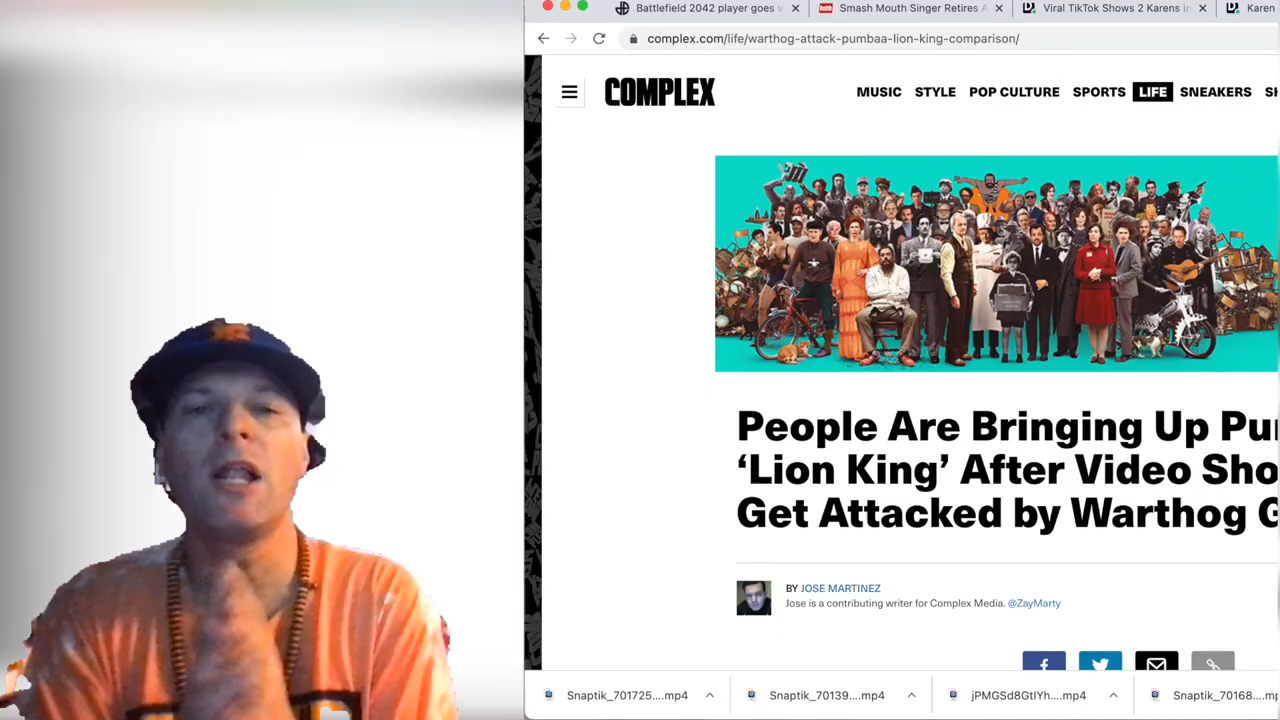 Battlefield 2042 player goes
Smash Mouth Singer Retires
Viral TikTok Shows 2 Karens in
Karen
complex.com/life/warthog-attack-pumbaa-lion-king-comparison/
COMPLEX
MUSIC STYLE POP CULTURE SPORTS LIFE SNEAKERS
People Are Bringing Up Pu
‘Lion King’ After Video Sho
Get Attacked by Warthog
BY JOSE MARTINEZ
Jose is a contributing writer for Complex Media. @ZayMarty
Snaptik_701725....mp4
Snaptik_70139....mp4
jPMGSd8GtIYh....mp4
Snaptik_70168....mp